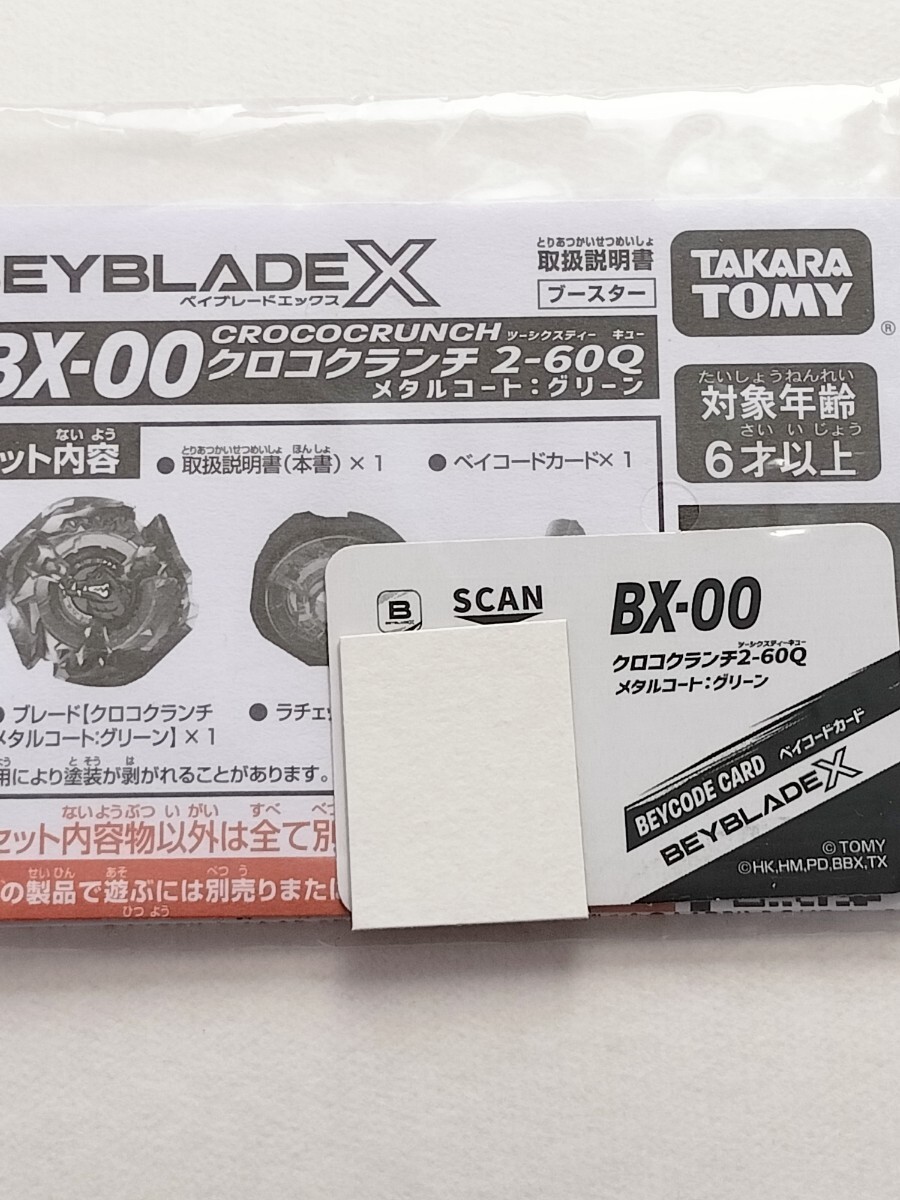 EYBLADE X
ベイブレードエックス
とりあつかいせつめいしょ
取扱説明書
ブースター
TAKARA
TOMY
®
BX-00
CROCOCRUNCH ツーシクスティー キュー
クロコクランチ 2-60Q
メタルコート:グリーン
たいしょうねんれい
対象年齢
さい い じょう
6才以上
ない よう
ット内容
とりあつかいせつめいしょ ほんしょ
● 取扱説明書(本書)×1
● ベイコードカード×1
● ブレード【クロコクランチ
メタルコート:グリーン】×1
● ラチェ
と そう は
用により塗装が剥がれることがあります。
ないようぶつ い がい すべ べつ
セット内容物以外は全て別
せいひん あそ べつ う
の製品で遊ぶには別売りまたは
ひつ よう
B
SCAN
BX-00
ツーシクスティーキュー
クロコクランチ2-60Q
メタルコート:グリーン
BEYCODE CARD ベイコードカード
BEYBLADE X
© TOMY
©HK,HM,PD,BBX,TX